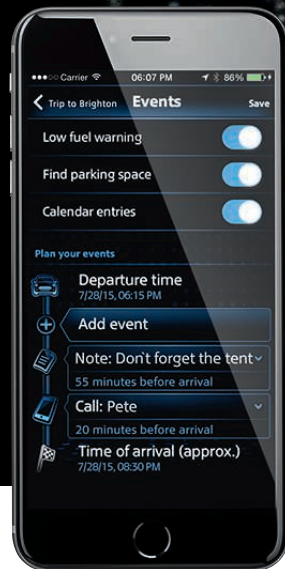 Carrier 06:07 PM 86%
Trip to Brighton Events Save
Low fuel warning
Find parking space
Calendar entries
Plan your events
Departure time
7/28/15, 06:15 PM
Add event
Note: Don't forget the tent
55 minutes before arrival
Call: Pete
20 minutes before arrival
Time of arrival (approx.)
7/28/15, 08:30 PM